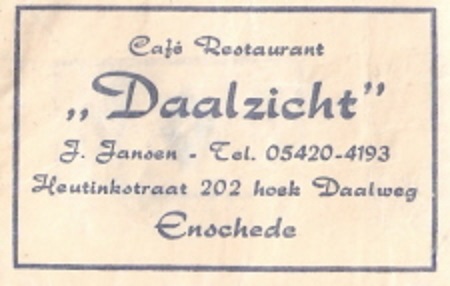 Café Restaurant
„Daalzicht”
J. Jansen - Tel. 05420-4193
Heutinkstraat 202 hoek Daalweg
Enschede